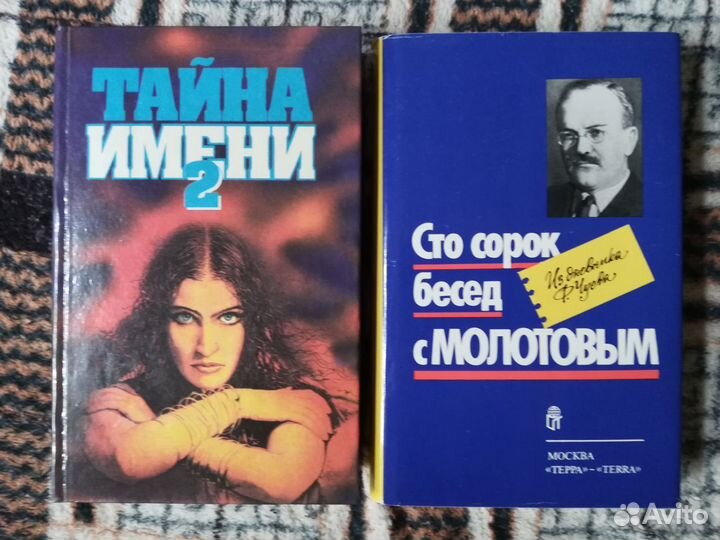 ТАЙНА
ИМЕНИ
2
Сто сорок
бесед
с МОЛОТОВЫМ
Из дневника
Ф. Чуева
МОСКВА
«ТЕРРА» – «TERRA»
Avito